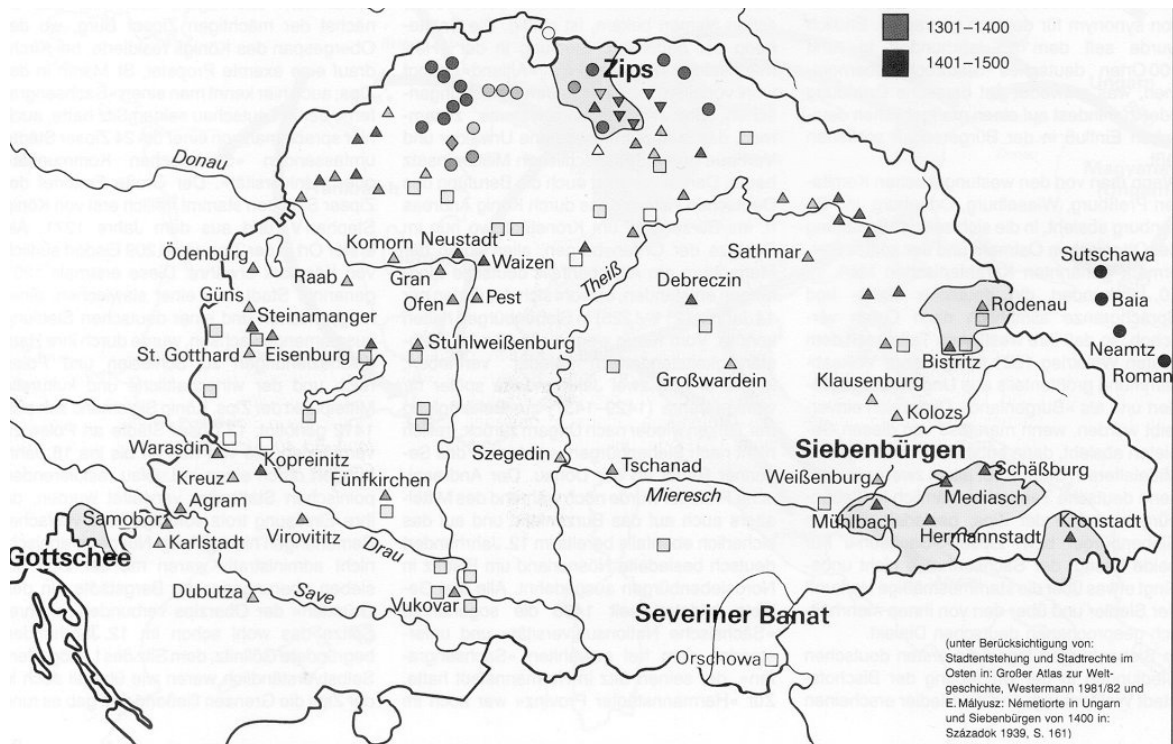 1301–1400
1401–1500
Zips
Donau
Ödenburg
Komorn Neustadt
Raab
Gran
Waizen
Ofen
Pest
Theiß
Debreczin
Sathmar
Sutschawa
Baia
Neamţ
Roman
Rodenau
Bistritz
Güns
Steinamanger
St. Gotthard
Eisenburg
Stuhlweißenburg
Großwardein
Klausenburg
Kolozs
Siebenbürgen
Warasdin
Kopreinitz
Kreuz
Agram
Samobor
Karlstadt
Virovititz
Fünfkirchen
Szegedin
Tschanad
Mieresch
Weißenburg
Schäßburg
Mediasch
Mühlbach
Hermannstadt
Kronstadt
Gottschee
Drau
Dubutza
Save
Vukovar
Severiner Banat
Orschowa
(unter Berücksichtigung von:
Stadtentstehung und Stadtrechte im
Osten in: Großer Atlas zur Welt-
geschichte, Westermann 1981/82 und
E. Mályusz: Németiorte in Ungarn
und Siebenbürgen von 1400 in:
Századok 1939, S. 161)